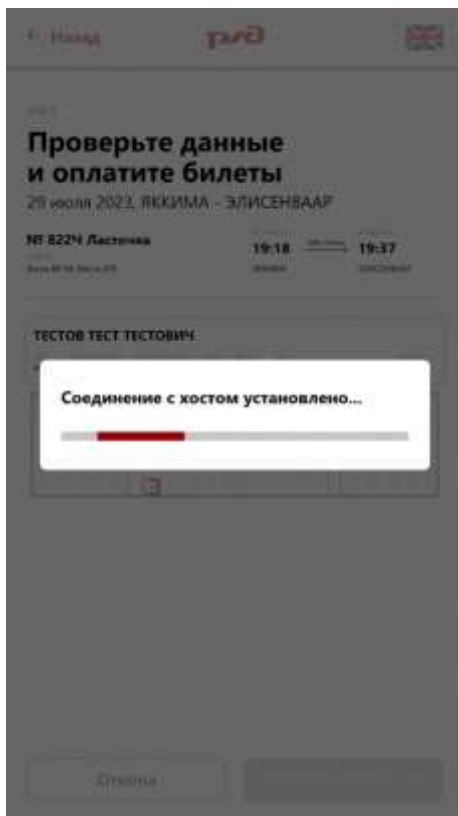 ← Назад
РЖД
Проверьте данные
и оплатите билеты
29 июля 2023, ЯККИМА - ЭЛИСЕНВААР
№ 822Ч Ласточка
19:18
19:37
ТЕСТОВ ТЕСТ ТЕСТОВИЧ
Соединение с хостом установлено...
Отмена